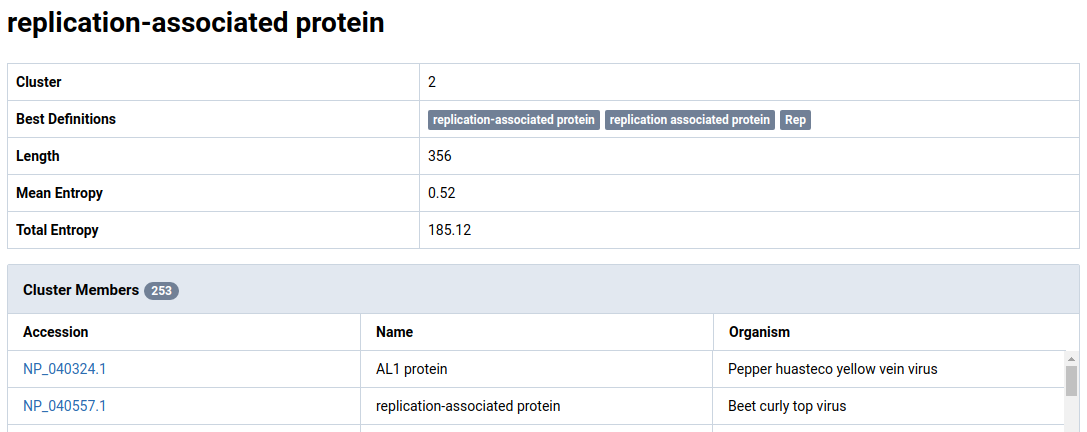 replication-associated protein
Cluster 2
Best Definitions replication-associated protein replication associated protein Rep
Length 356
Mean Entropy 0.52
Total Entropy 185.12
Cluster Members 253
Accession Name Organism
NP_040324.1 AL1 protein Pepper huasteco yellow vein virus
NP_040557.1 replication-associated protein Beet curly top virus